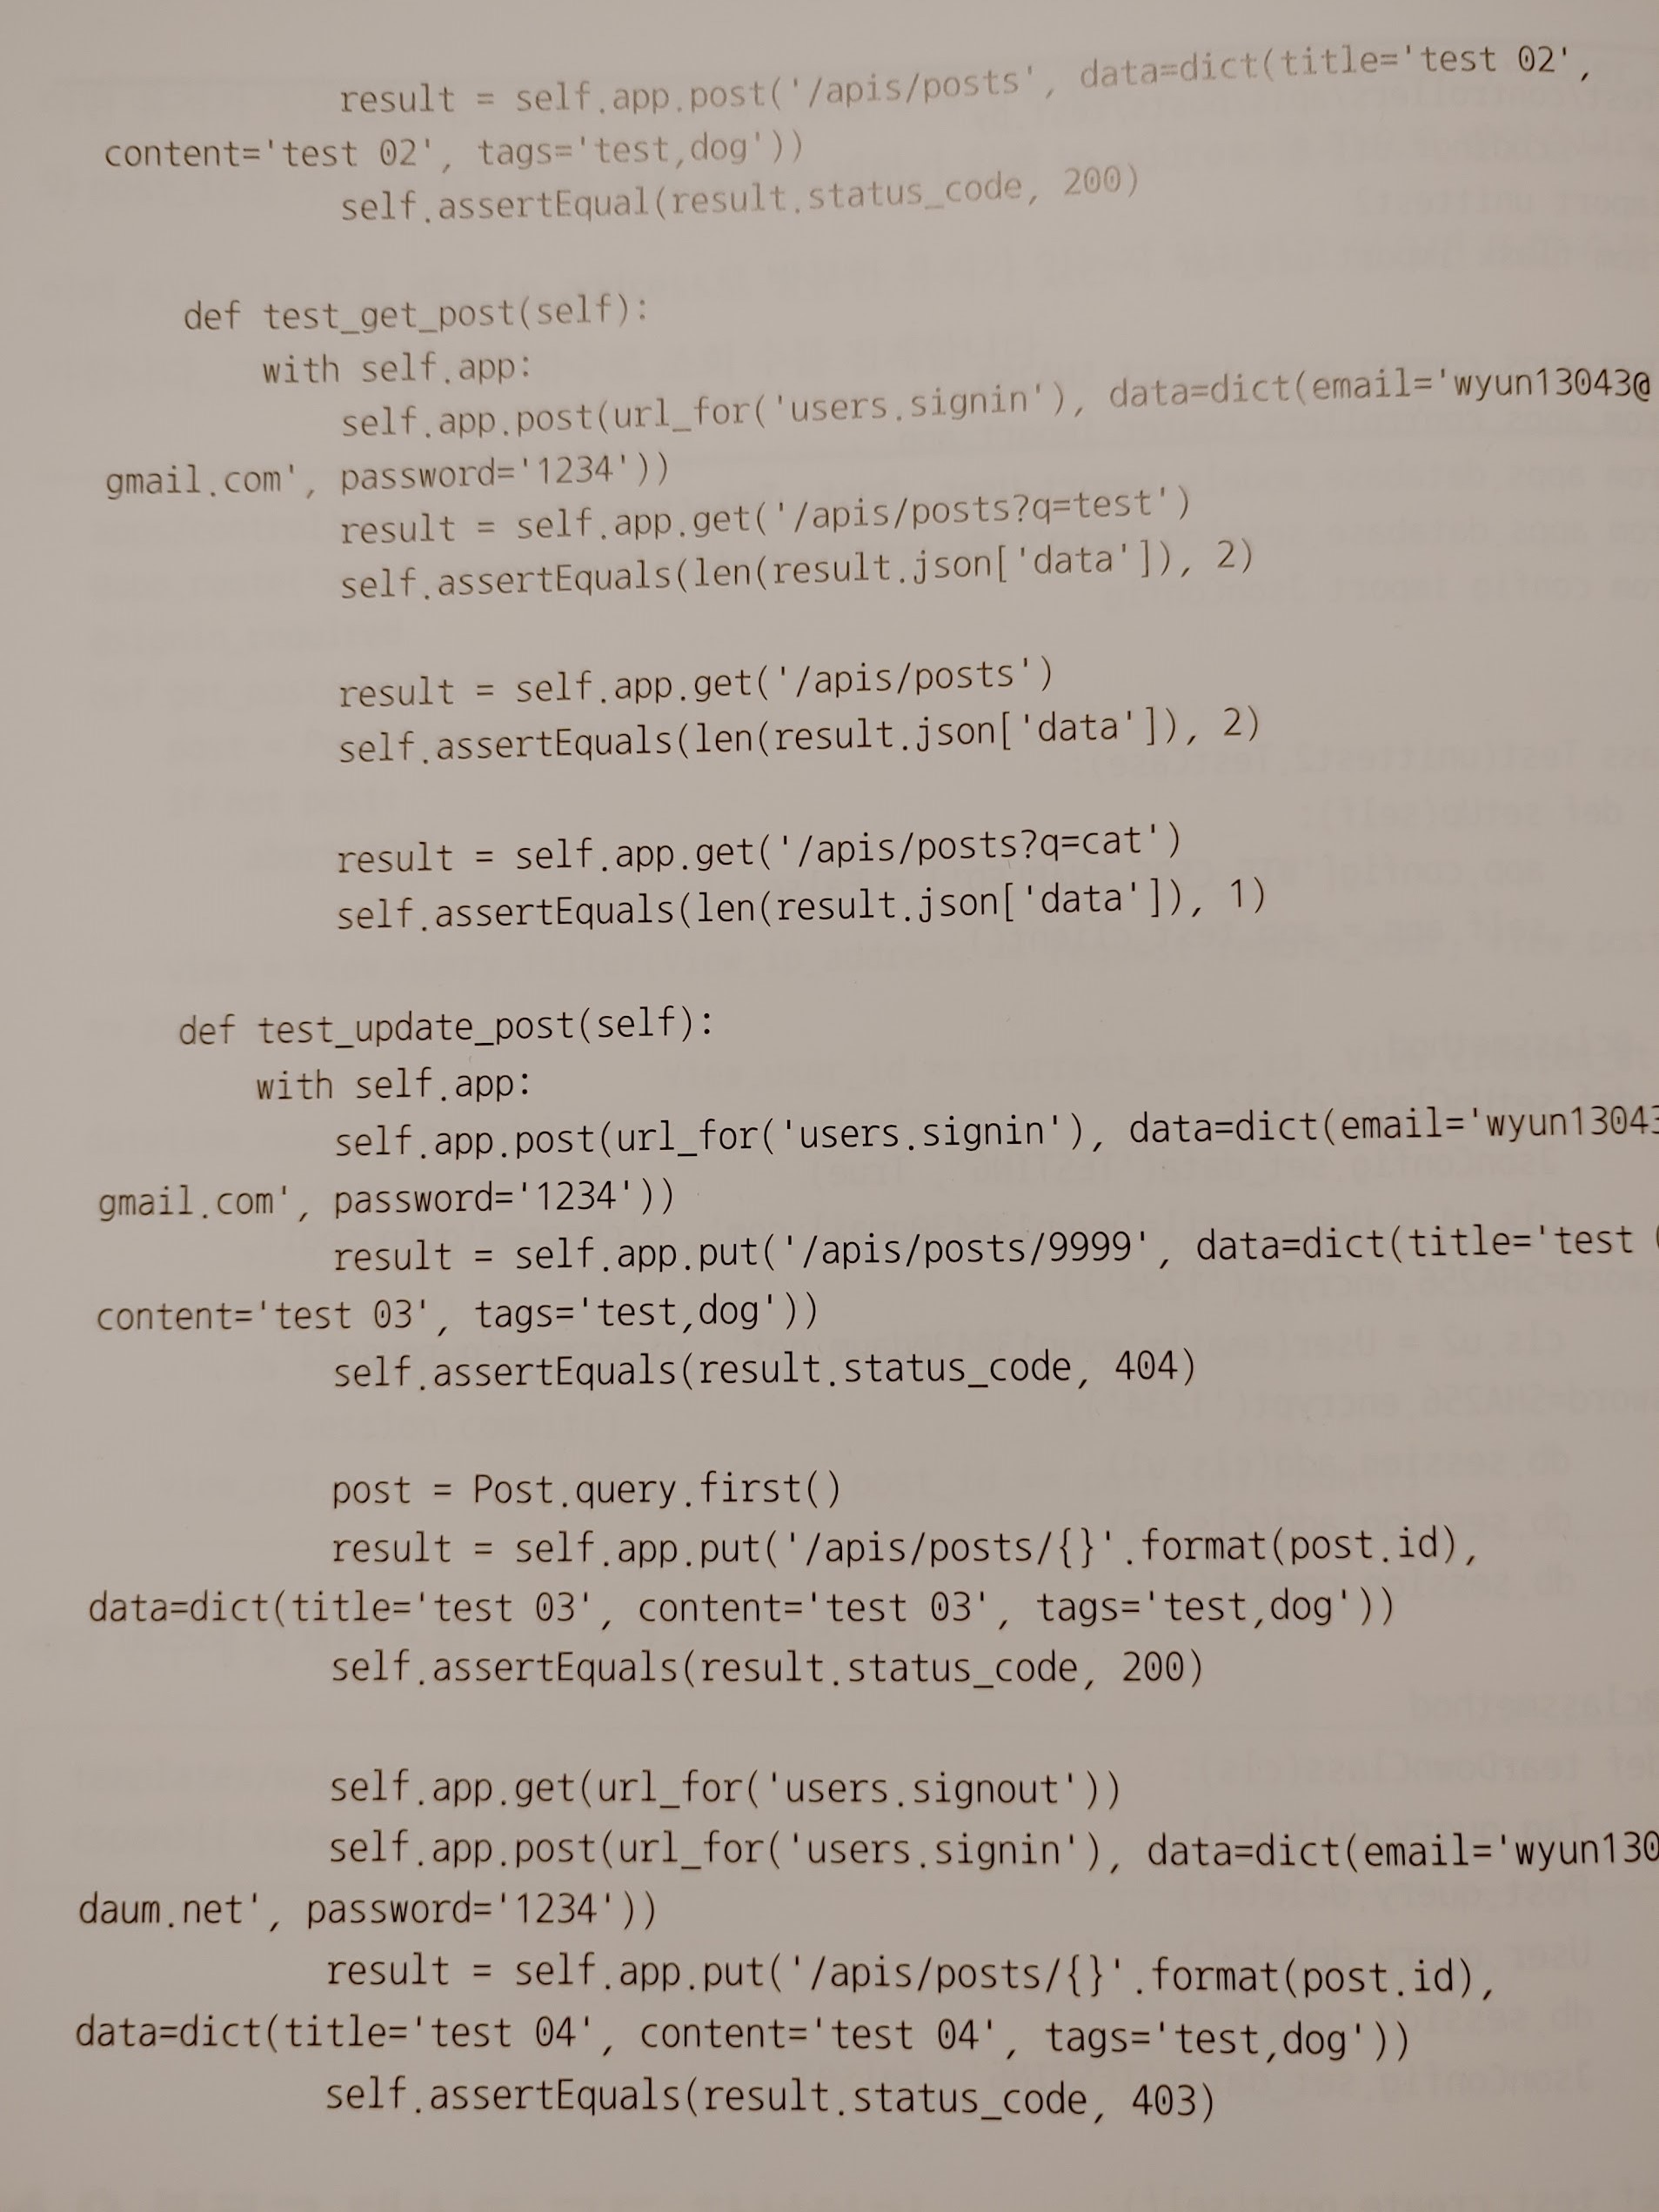 result = self.app.post('/apis/posts', data=dict(title='test 02',
content='test 02', tags='test,dog'))
self.assertEqual(result.status_code, 200)
def test_get_post(self):
with self.app:
self.app.post(url_for('users.signin'), data=dict(email='wyun13043@
gmail.com', password='1234'))
result = self.app.get('/apis/posts?q=test')
self.assertEquals(len(result.json['data']), 2)
result = self.app.get('/apis/posts')
self.assertEquals(len(result.json['data']), 2)
result = self.app.get('/apis/posts?q=cat')
self.assertEquals(len(result.json['data']), 1)
def test_update_post(self):
with self.app:
self.app.post(url_for('users.signin'), data=dict(email='wyun13043
gmail.com', password='1234'))
result = self.app.put('/apis/posts/9999', data=dict(title='test
content='test 03', tags='test,dog'))
self.assertEquals(result.status_code, 404)
post = Post.query.first()
result = self.app.put('/apis/posts/{}'.format(post.id),
data=dict(title='test 03', content='test 03', tags='test,dog'))
self.assertEquals(result.status_code, 200)
self.app.get(url_for('users.signout'))
self.app.post(url_for('users.signin'), data=dict(email='wyun130
daum.net', password='1234'))
result = self.app.put('/apis/posts/{}'.format(post.id),
data=dict(title='test 04', content='test 04', tags='test,dog'))
self.assertEquals(result.status_code, 403)